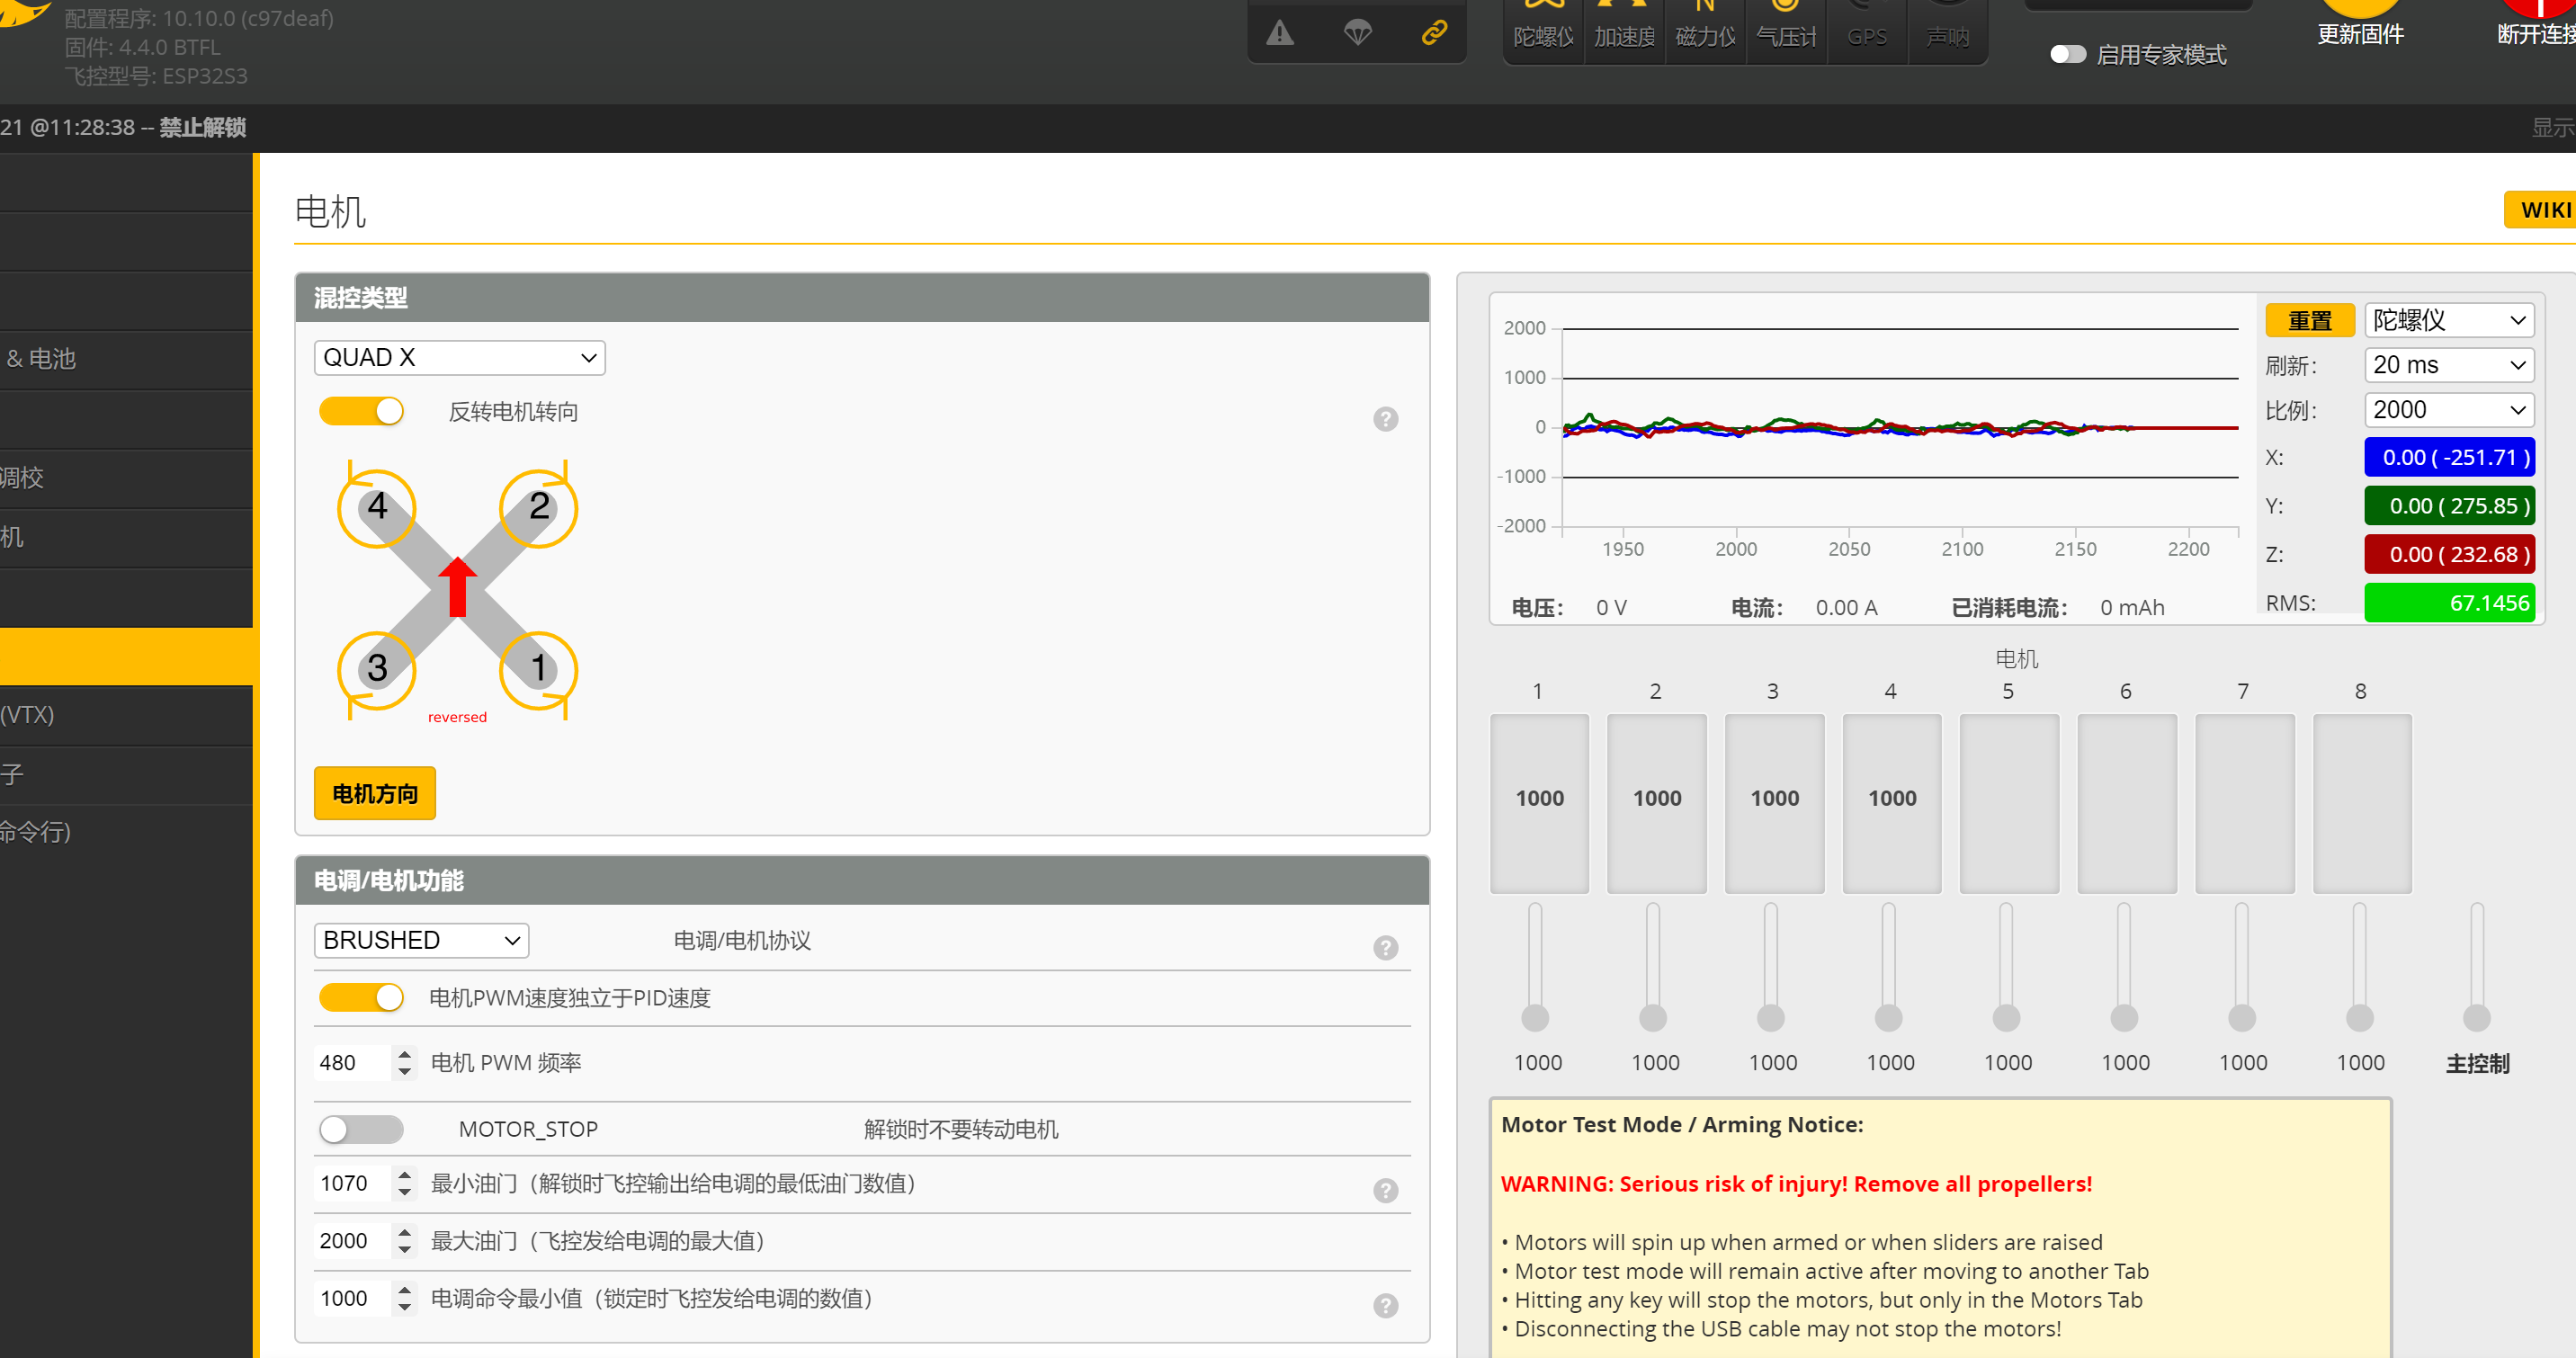 配置程序: 10.10.0 (c97deaf)
固件: 4.4.0 BTFL
飞控型号: ESP32S3
陀螺仪
加速度
磁力仪
气压计
GPS
声呐
启用专家模式
更新固件
断开连接
21 @11:28:38 -- 禁止解锁
显示
& 电池
调校
机
(VTX)
子
命令行)
电机
WIKI
混控类型
QUAD X
反转电机转向
?
4
2
3
1
reversed
电机方向
电调/电机功能
BRUSHED
电调/电机协议
?
电机PWM速度独立于PID速度
480
电机 PWM 频率
MOTOR_STOP
解锁时不要转动电机
1070
最小油门（解锁时飞控输出给电调的最低油门数值）
?
2000
最大油门（飞控发给电调的最大值）
1000
电调命令最小值（锁定时飞控发给电调的数值）
?
2000
1000
0
-1000
-2000
1950 2000 2050 2100 2150 2200
重置
陀螺仪
刷新：
20 ms
比例：
2000
X:
0.00 ( -251.71 )
Y:
0.00 ( 275.85 )
Z:
0.00 ( 232.68 )
RMS:
67.1456
电压： 0 V
电流： 0.00 A
已消耗电流： 0 mAh
电机
1 2 3 4 5 6 7 8
1000 1000 1000 1000
1000 1000 1000 1000 1000 1000 1000 1000 主控制
Motor Test Mode / Arming Notice:
WARNING: Serious risk of injury! Remove all propellers!
• Motors will spin up when armed or when sliders are raised
• Motor test mode will remain active after moving to another Tab
• Hitting any key will stop the motors, but only in the Motors Tab
• Disconnecting the USB cable may not stop the motors!